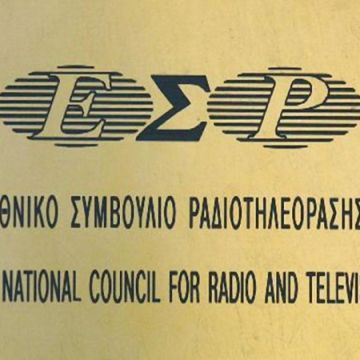 ΕΣΡ
ΘΝΙΚΟ ΣΥΜΒΟΥΛΙΟ ΡΑΔΙΟΤΗΛΕΟΡΑΣΗΣ
NATIONAL COUNCIL FOR RADIO AND TELEVI